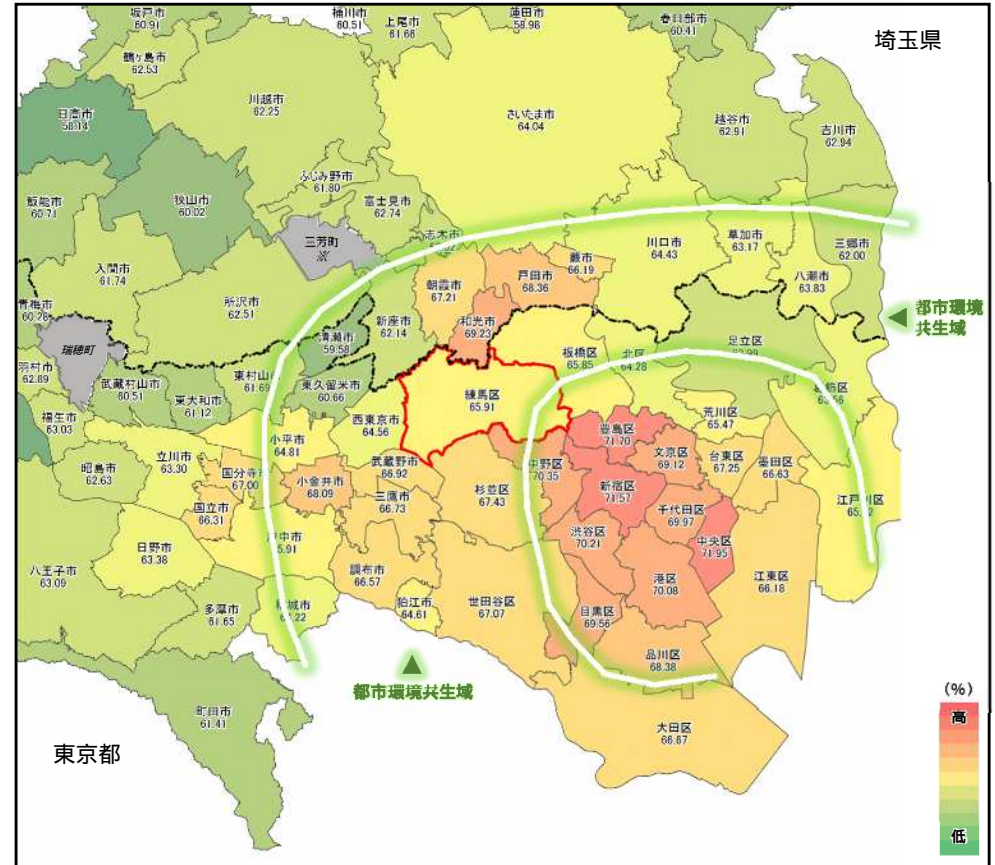 坂戸市
60.91
桶川市
60.51
上尾市
61.66
蓮田市
58.98
春日部市
60.41
埼玉県
鶴ヶ島市
62.53
川越市
62.25
さいたま市
64.04
越谷市
62.91
吉川市
62.94
日高市
58.14
飯能市
60.71
狭山市
60.02
ふじみ野市
61.80
富士見市
62.74
三芳町
※
志木市
川口市
64.43
草加市
63.17
三郷市
62.00
入間市
61.74
所沢市
62.51
朝霞市
67.21
戸田市
68.36
蕨市
66.19
八潮市
63.83
都市環境
共生域
青梅市
60.28
瑞穂町
清瀬市
59.58
新座市
62.14
和光市
69.23
板橋区
65.85
北区
64.28
足立区
羽村市
62.89
武蔵村山市
60.51
東大和市
61.12
東村山市
61.69
東久留米市
60.66
練馬区
65.91
西東京市
64.56
荒川区
65.47
福生市
63.03
立川市
63.30
小平市
64.81
武蔵野市
66.92
豊島区
71.70
文京区
69.12
台東区
67.25
墨田区
66.63
昭島市
62.63
国分寺市
67.00
小金井市
68.09
三鷹市
66.73
杉並区
67.43
中野区
70.35
新宿区
71.57
千代田区
69.97
江戸川区
国立市
66.31
渋谷区
70.21
中央区
71.95
日野市
63.38
調布市
66.57
港区
70.08
江東区
66.18
八王子市
63.09
多摩市
61.65
狛江市
64.61
世田谷区
67.07
目黒区
69.56
品川区
68.38
都市環境共生域
町田市
61.41
大田区
66.67
東京都
(%)
高
低